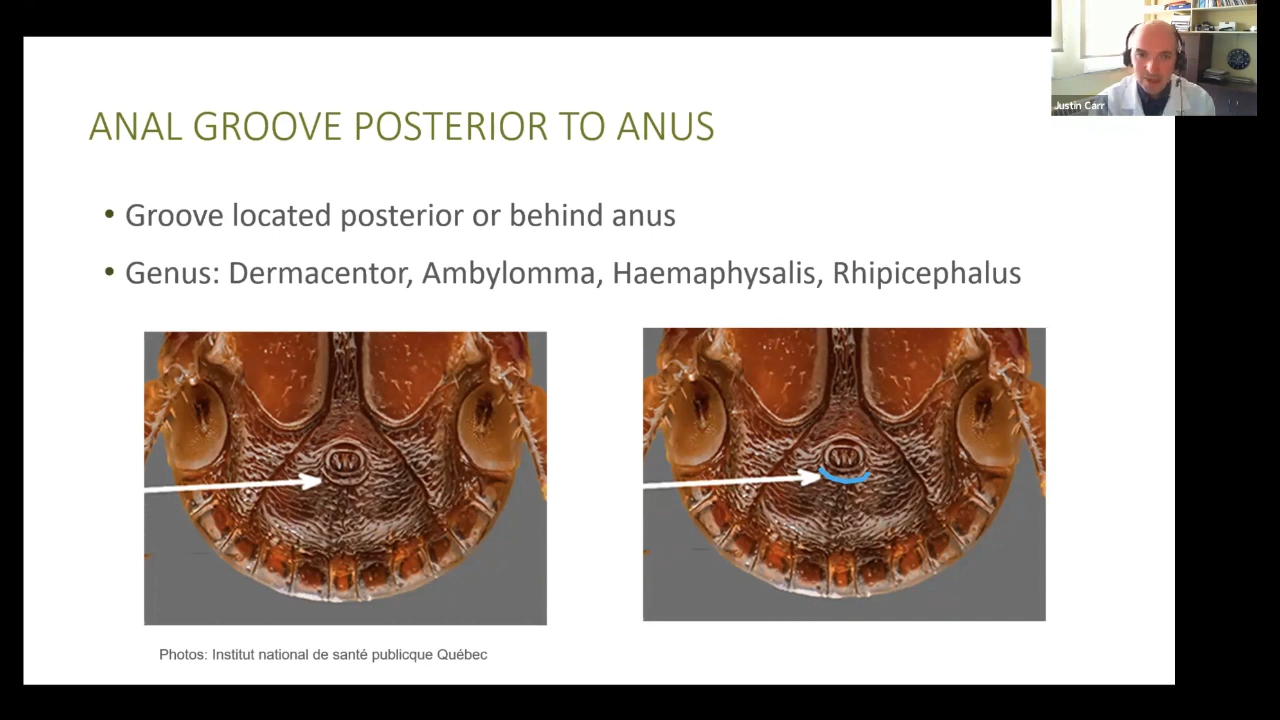 Justin Carr
ANAL GROOVE POSTERIOR TO ANUS
• Groove located posterior or behind anus
• Genus: Dermacentor, Ambylomma, Haemaphysalis, Rhipicephalus
Photos: Institut national de santé publicque Québec